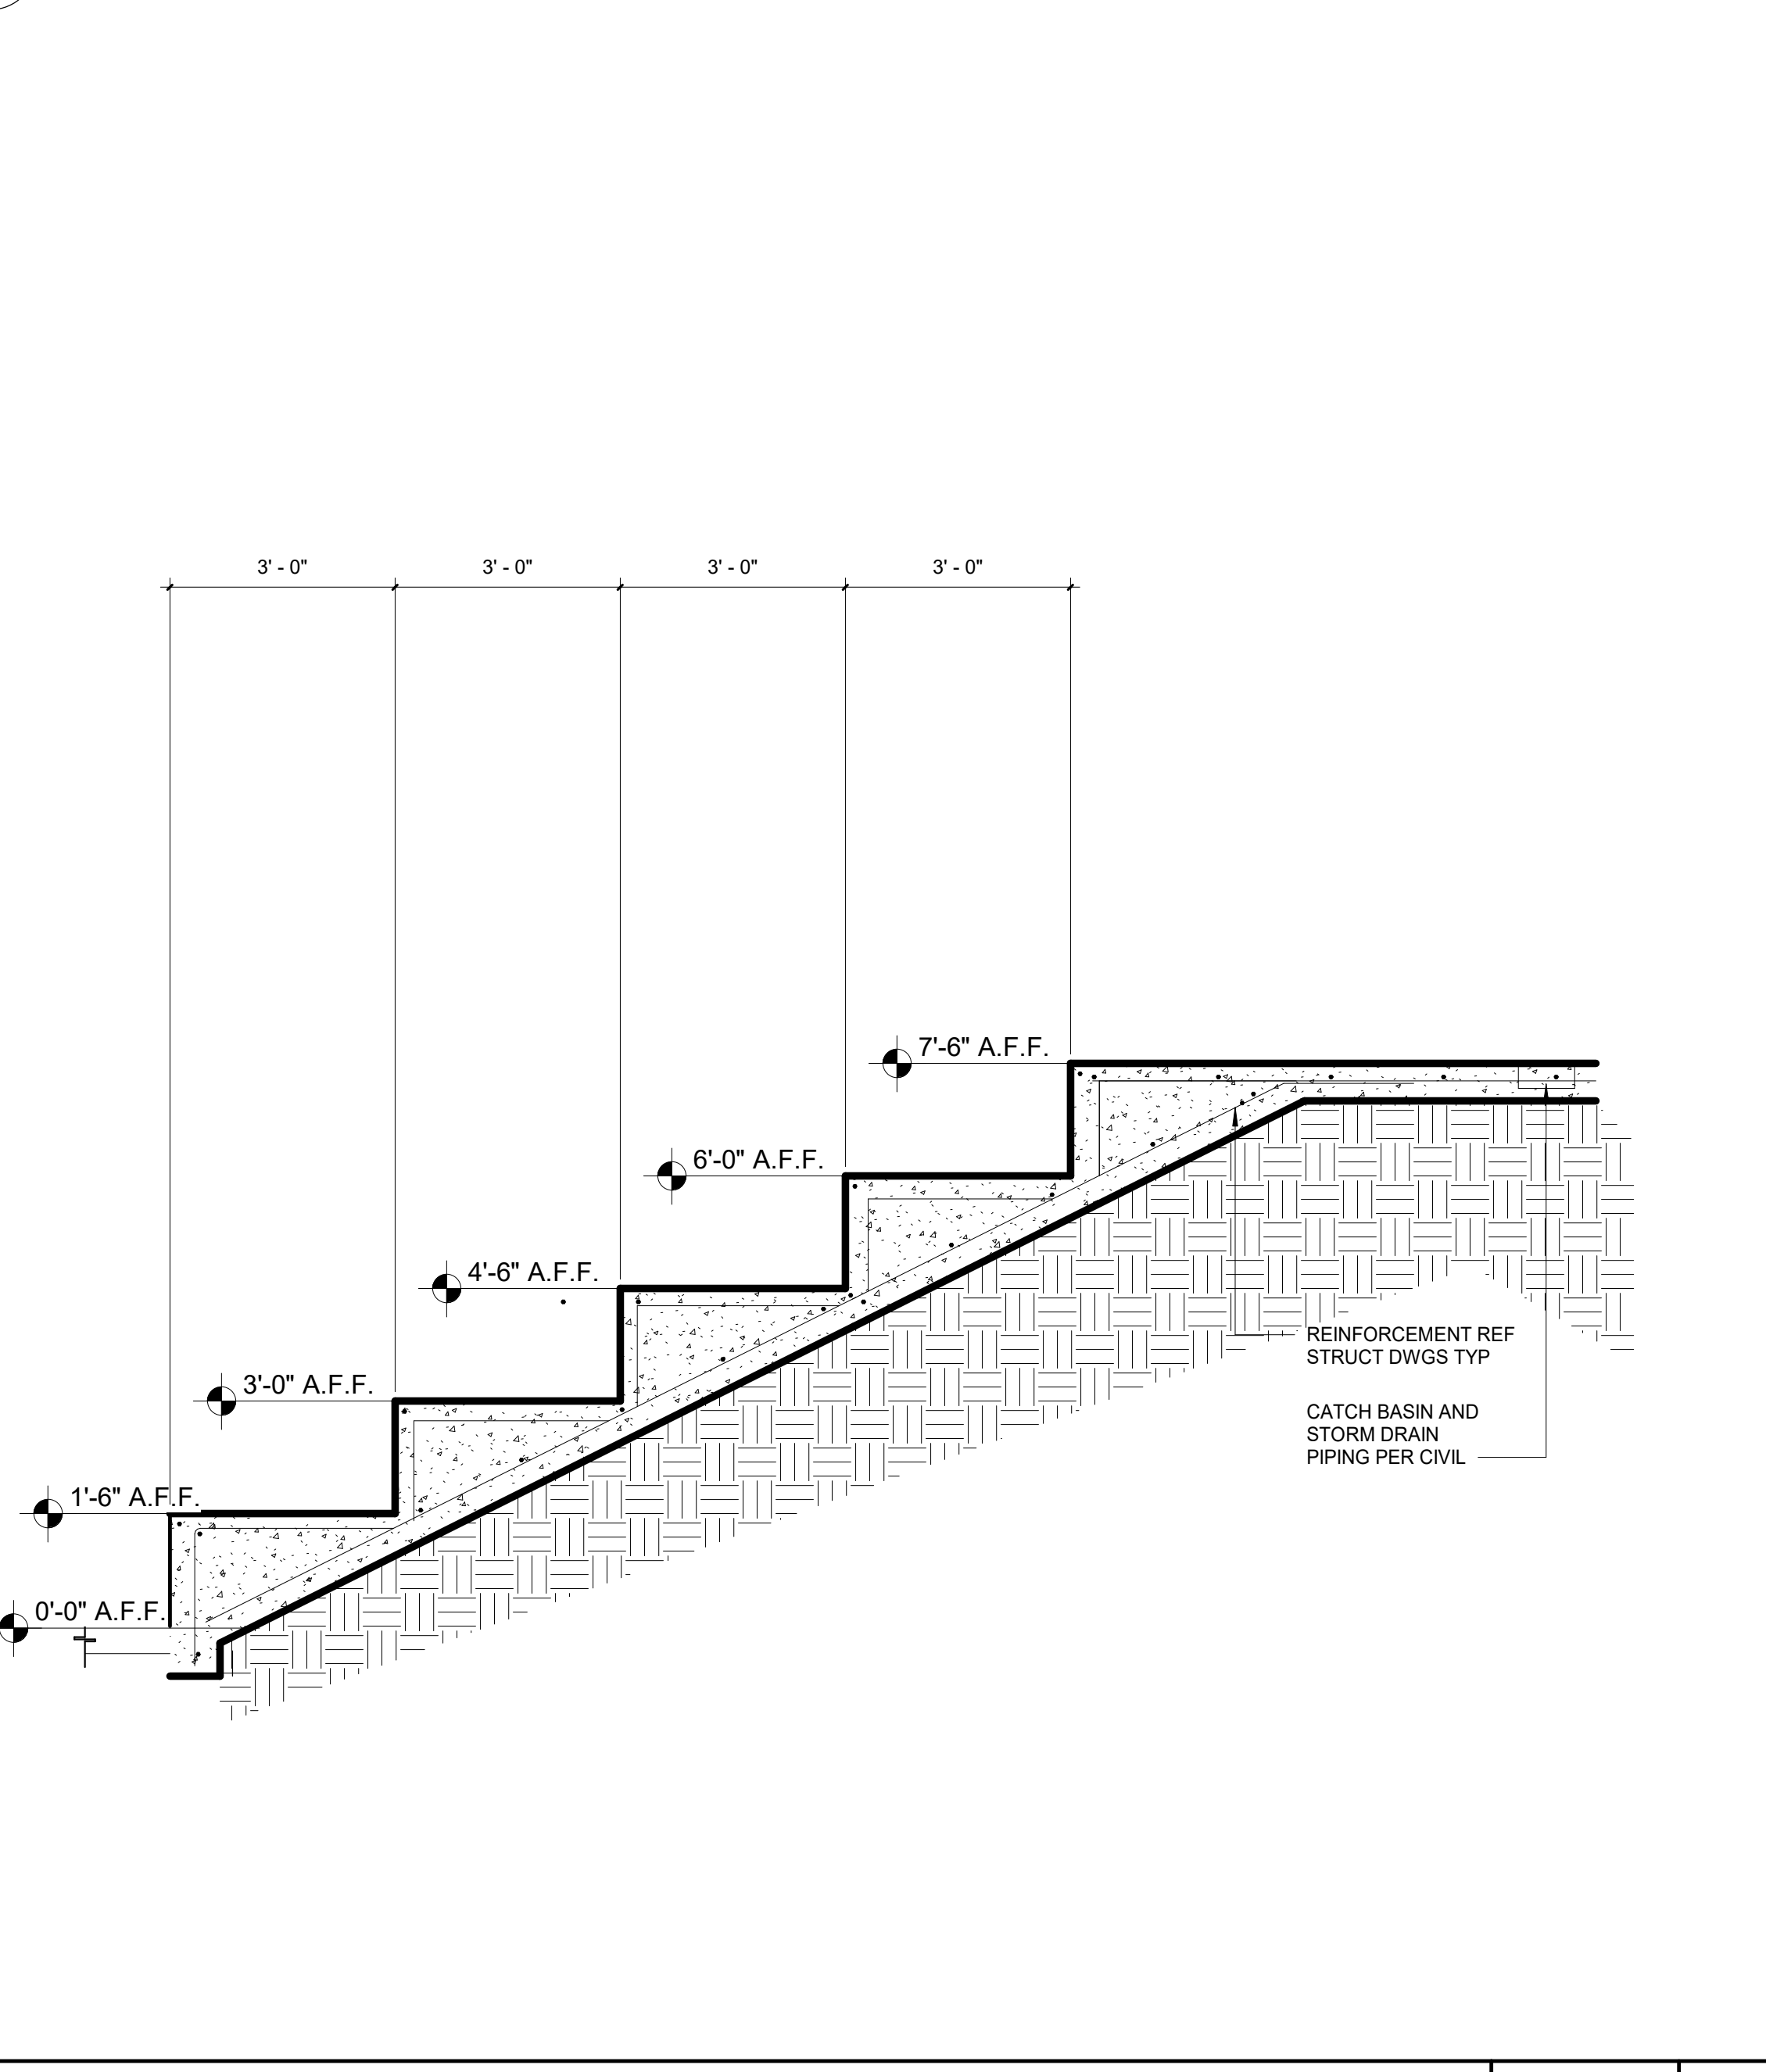 3' - 0" 3' - 0" 3' - 0" 3' - 0"
7'-6" A.F.F.
6'-0" A.F.F.
4'-6" A.F.F.
3'-0" A.F.F.
1'-6" A.F.F.
0'-0" A.F.F.
REINFORCEMENT REF
STRUCT DWGS TYP
CATCH BASIN AND
STORM DRAIN
PIPING PER CIVIL